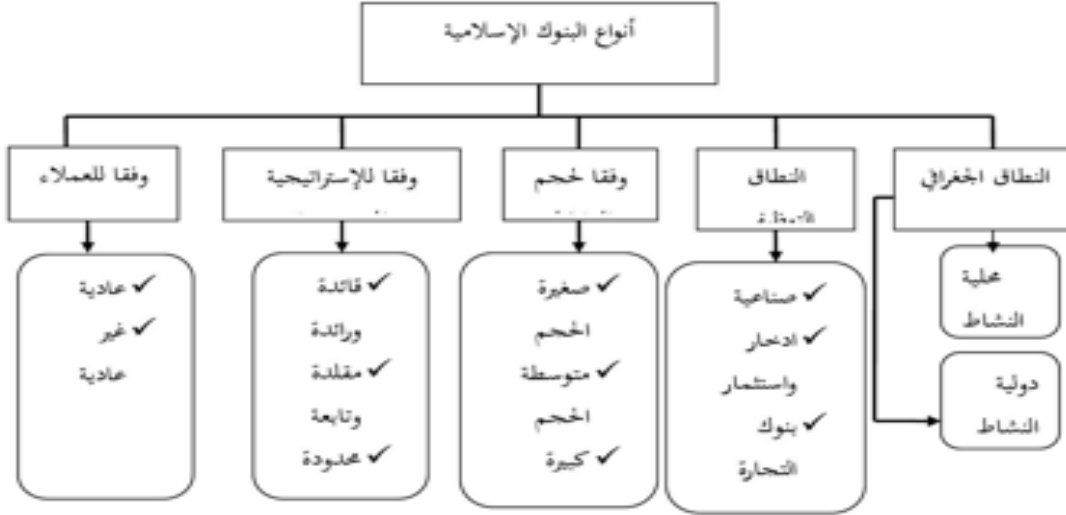 أنواع البنوك الإسلامية
النطاق الجغرافي
النطاق
وفقا لحجم
وفقا للإستراتيجية
وفقا للعملاء
محلية
النشاط
دولية
النشاط
✓ صناعية
✓ ادخار
واستثمار
✓ بنوك
التجارة
✓ صغيرة
الحجم
✓ متوسطة
الحجم
✓ كبيرة
✓ قائدة
ورائدة
✓ مقلدة
وتابعة
✓ محدودة
✓ عادية
✓ غير
عادية